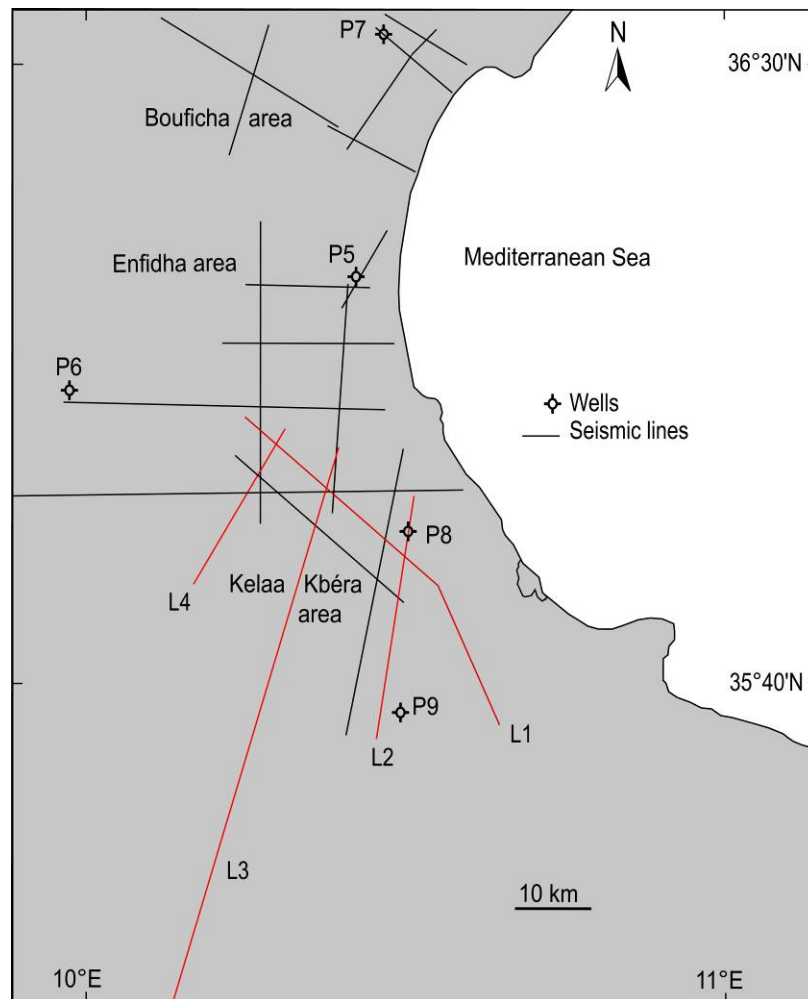 P7
N
36°30'N
Bouficha area
P5
Enfidha area
Mediterranean Sea
P6
Wells
Seismic lines
P8
Kelaa Kbéra
area
L4
35°40'N
P9
L1
L2
L3
10 km
10°E
11°E